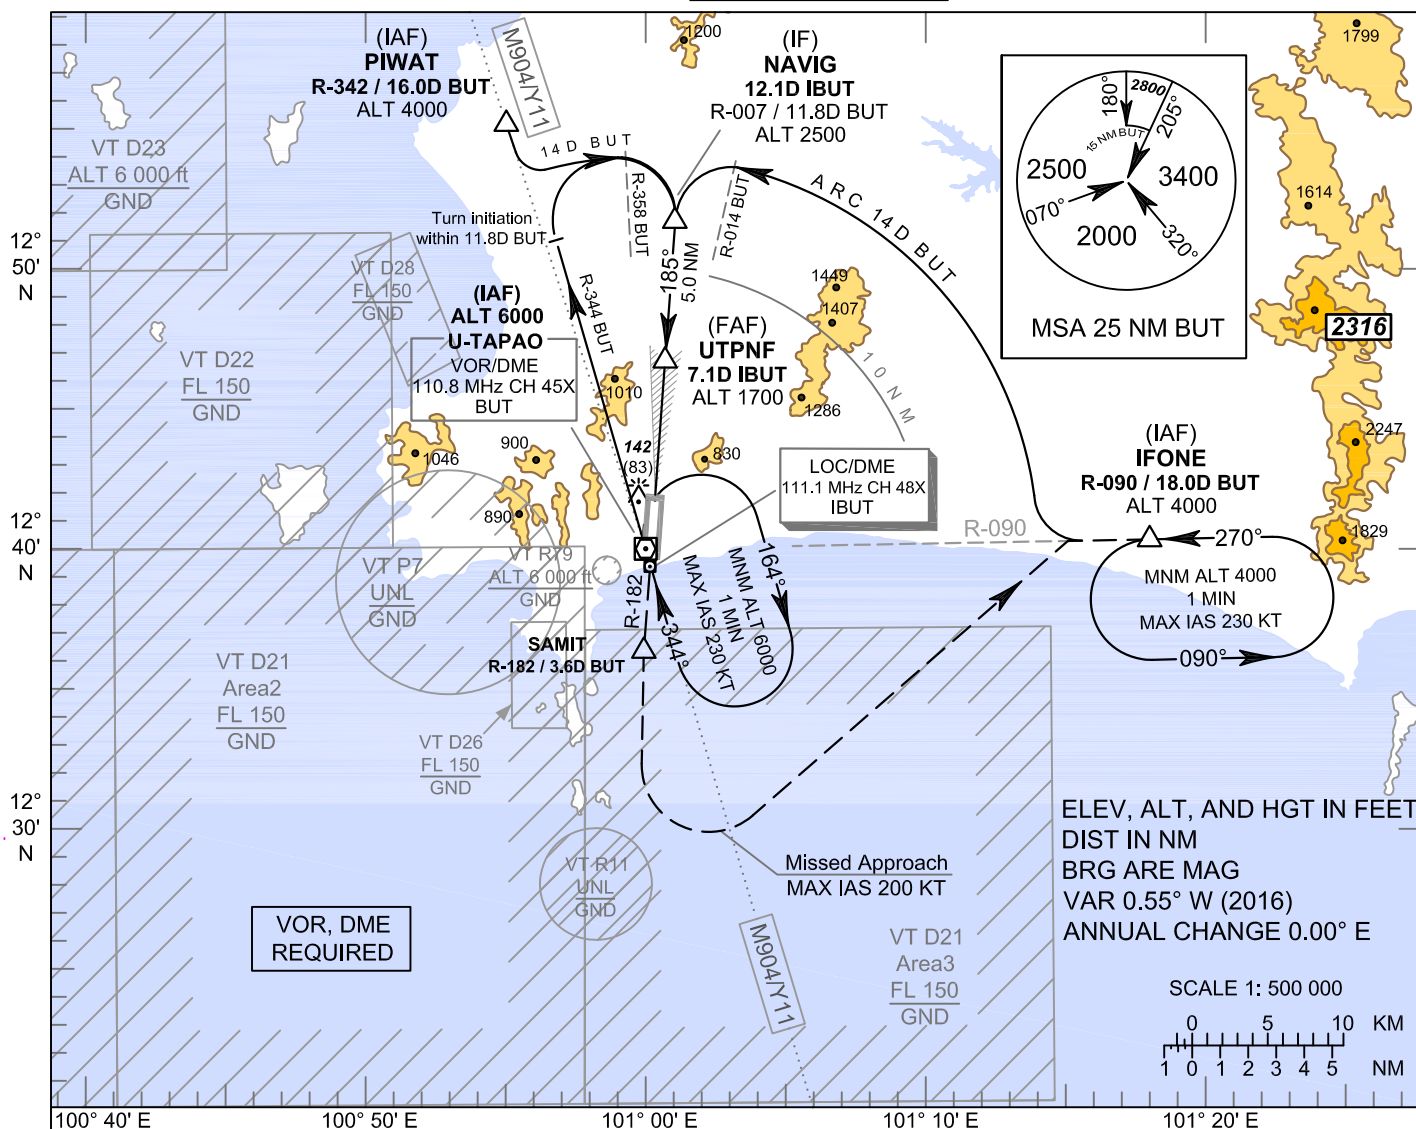 (IAF)
PIWAT
R-342 / 16.0D BUT
ALT 4000
M904/Y11
1200
(IF)
NAVIG
12.1D IBUT
R-007 / 11.8D BUT
ALT 2500
180°
2800
205°
15 NM BUT
2500
3400
070°
2000
320°
MSA 25 NM BUT
1799
1614
2316
VT D23
ALT 6 000 ft
GND
14D BUT
R-358 BUT
R-014 BUT
ARC 14D BUT
Turn initiation
within 11.8D BUT
12°
50'
N
VT D28
FL 150
GND
R-344 BUT
185°
5.0 NM
1449
1407
10 NM
(IAF)
ALT 6000
U-TAPAO
VOR/DME
110.8 MHz CH 45X
BUT
(FAF)
UTPNF
7.1D IBUT
ALT 1700
VT D22
FL 150
GND
1010
1286
1046
900
890
142
(83)
830
LOC/DME
111.1 MHz CH 48X
IBUT
(IAF)
IFONE
R-090 / 18.0D BUT
ALT 4000
2247
1829
12°
40'
N
R-090
270°
MNM ALT 4000
1 MIN
MAX IAS 230 KT
090°
VT P7
UNL
GND
VT R79
ALT 6 000 ft
GND
R-182
344°
164°
MNM ALT 6000
1 MIN
MAX IAS 230 KT
SAMIT
R-182 / 3.6D BUT
VT D21
Area2
FL 150
GND
VT D26
FL 150
GND
12°
30'
N
Missed Approach
MAX IAS 200 KT
VT R11
UNL
GND
ELEV, ALT, AND HGT IN FEET
DIST IN NM
BRG ARE MAG
VAR 0.55° W (2016)
ANNUAL CHANGE 0.00° E
VOR, DME
REQUIRED
M904/Y11
VT D21
Area3
FL 150
GND
SCALE 1: 500 000
0 5 10 KM
1 0 1 2 3 4 5 NM
100° 40' E
100° 50' E
101° 00' E
101° 10' E
101° 20' E